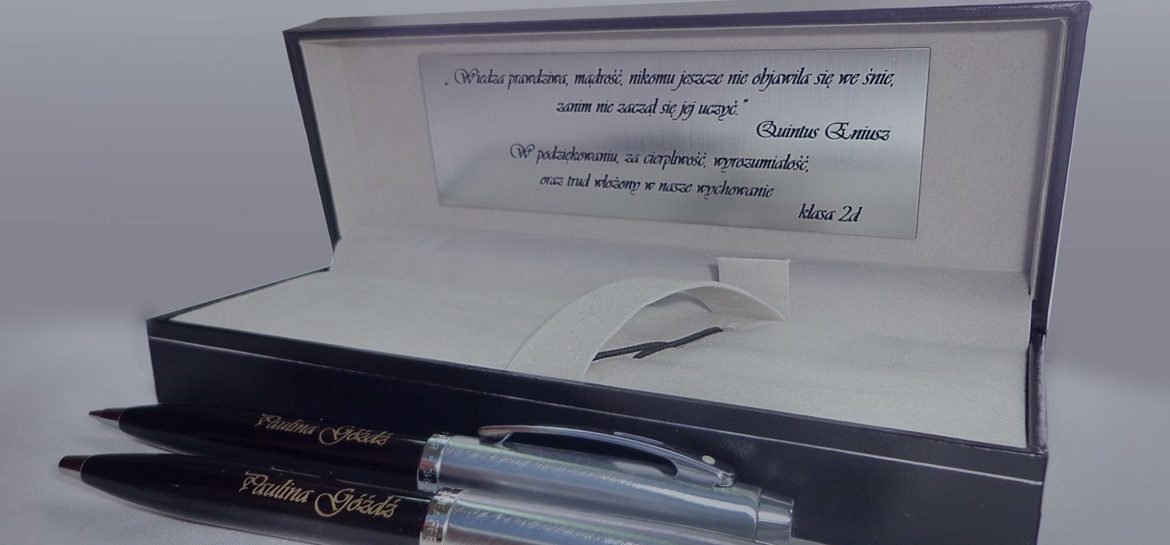 „Wiedza prawdziwa, mądrość, nikomu jeszcze nie objawiła się we śnie,
zanim nie zaczął się jej uczyć.”
Quintus Eniusz
W podziękowaniu, za cierpliwość, wyrozumiałość,
oraz trud włożony w nasze wychowanie
klasa 2d
Paulina Góźdź
Paulina Góźdź